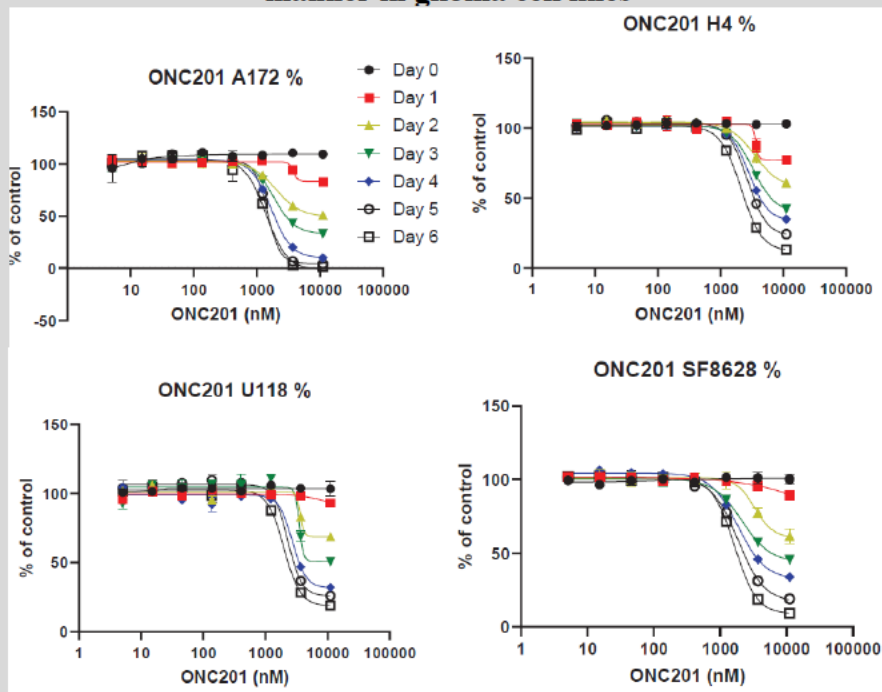 ONC201 A172 %
% of control
150
100
50
0
-50
10
100
1000
10000
100000
ONC201 (nM)
Day 0
Day 1
Day 2
Day 3
Day 4
Day 5
Day 6
ONC201 H4 %
% of control
150
100
50
0
1
10
100
1000
10000
100000
ONC201 (nM)
ONC201 U118 %
% of control
150
100
50
0
1
10
100
1000
10000
100000
ONC201 (nM)
ONC201 SF8628 %
% of control
150
100
50
0
1
10
100
1000
10000
100000
ONC201 (nM)